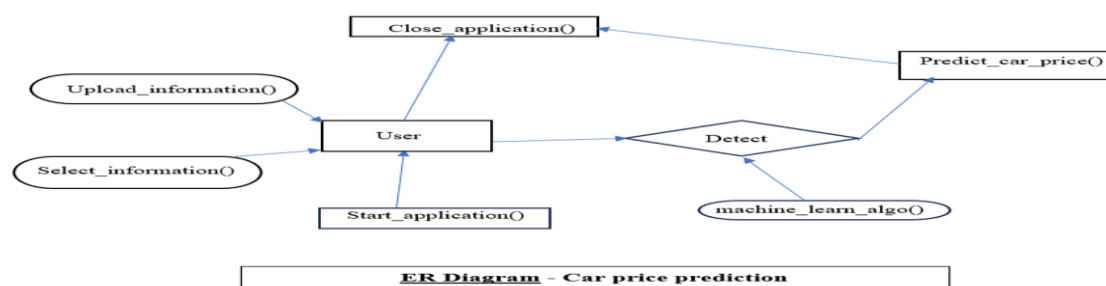 Close_application()
Predict_car_price()
Upload_information()
User
Detect
Select_information()
Start_application()
machine_learn_algo()
ER Diagram - Car price prediction